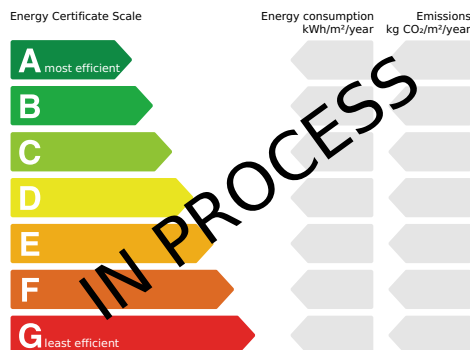 Energy Certificate Scale
Energy consumption
kWh/m²/year
Emissions
kg CO₂/m²/year
A most efficient
B
C
D
E
F
G least efficient
IN PROCESS